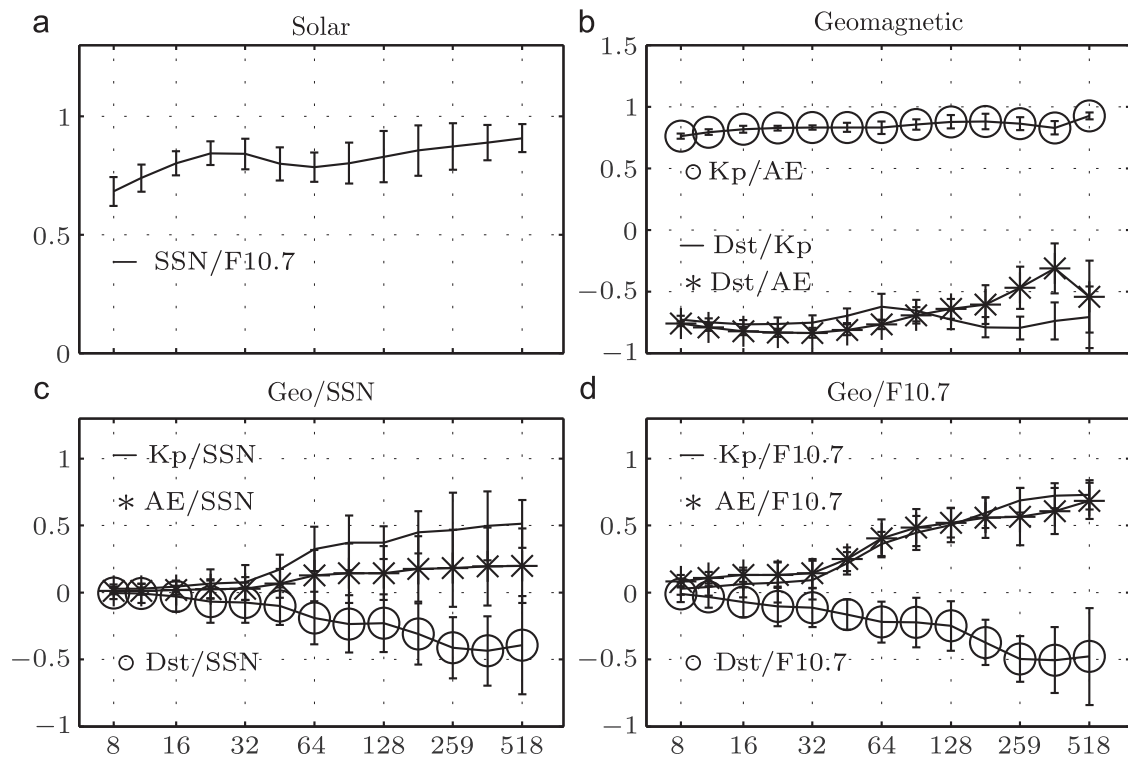 a
Solar
1
0.5
0
SSN/F10.7
b
Geomagnetic
1.5
1
0.5
0
−0.5
−1
Kp/AE
Dst/Kp
Dst/AE
c
Geo/SSN
1
0.5
0
−0.5
−1
Kp/SSN
AE/SSN
Dst/SSN
8 16 32 64 128 259 518
d
Geo/F10.7
1
0.5
0
−0.5
−1
Kp/F10.7
AE/F10.7
Dst/F10.7
8 16 32 64 128 259 518